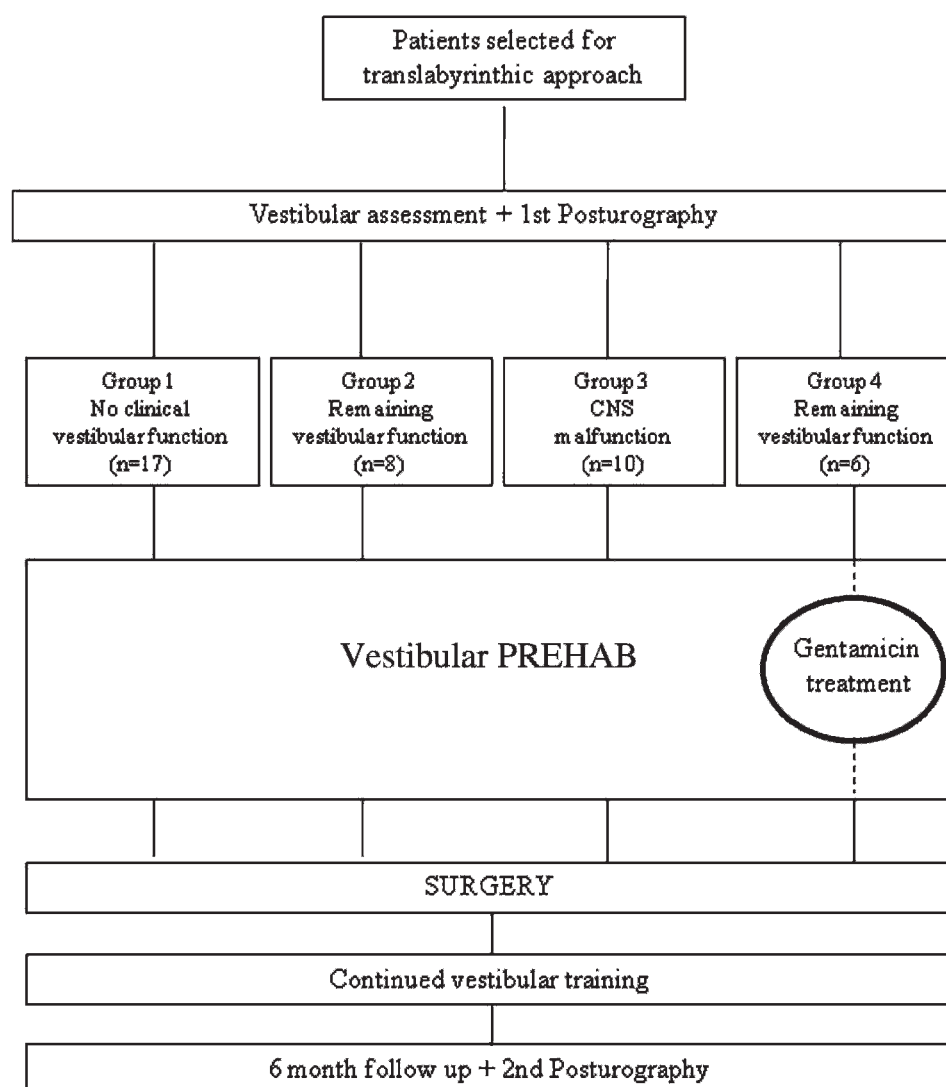 Patients selected for
translabyrinthic approach
Vestibular assessment + 1st Posturography
Group 1
No clinical
vestibular function
(n=17)
Group 2
Remaining
vestibular function
(n=8)
Group 3
CNS
malfunction
(n=10)
Group 4
Remaining
vestibular function
(n=6)
Vestibular PREHAB
Gentamicin
treatment
SURGERY
Continued vestibular training
6 month follow up + 2nd Posturography